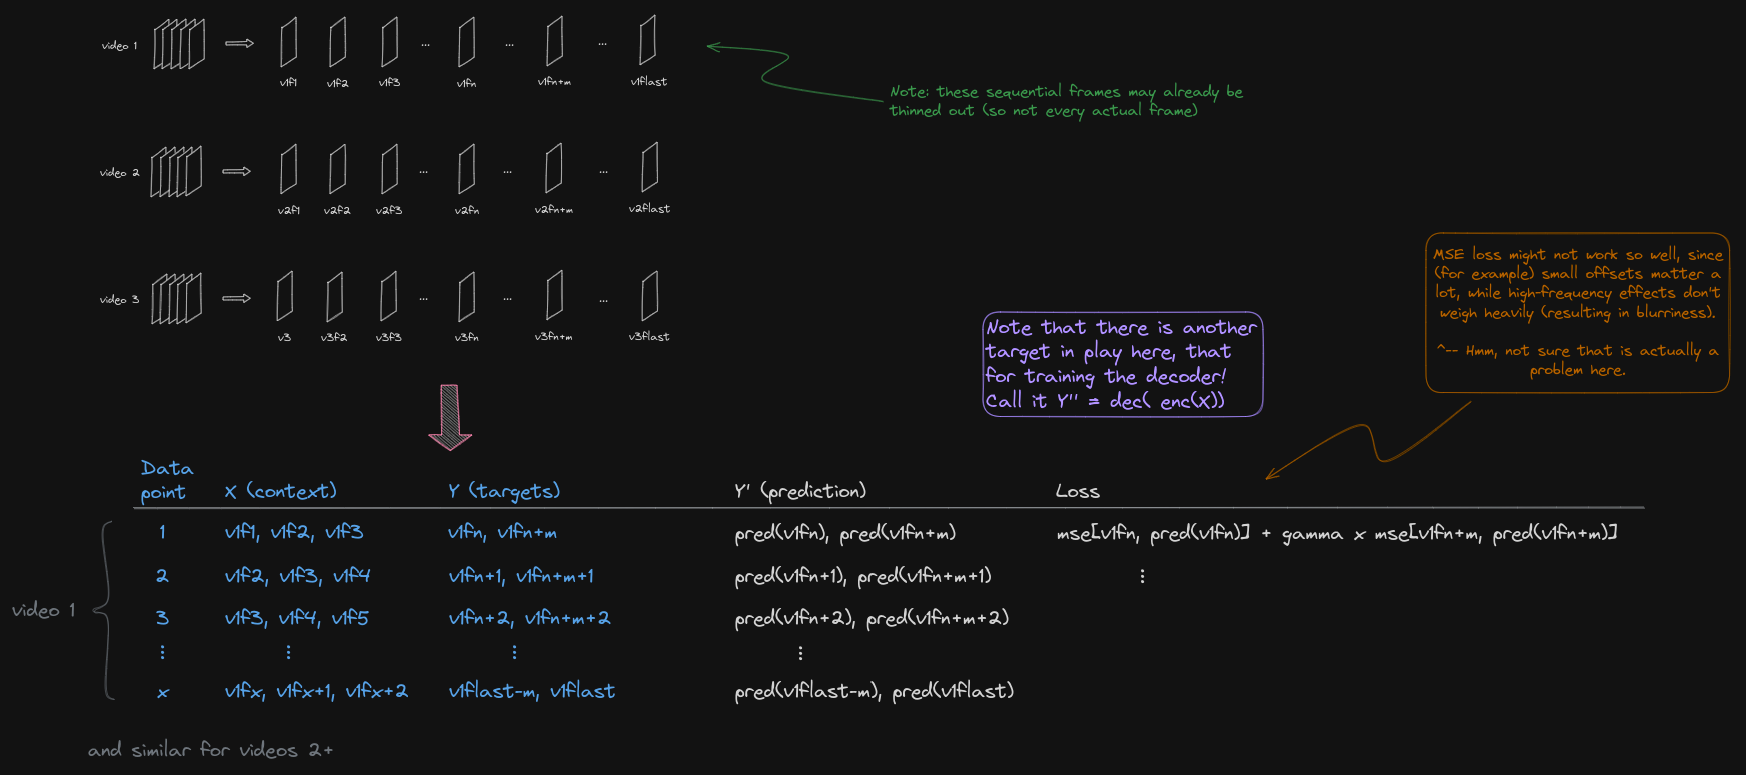 video 1
...
...
...
v1f1
v1f2
v1f3
v1fn
v1fn+m
v1flast
Note: these sequential frames may already be
thinned out (so not every actual frame)
video 2
...
...
...
v2f1
v2f2
v2f3
v2fn
v2fn+m
v2flast
video 3
...
...
...
v3
v3f2
v3f3
v3fn
v3fn+m
v3flast
MSE loss might not work so well, since
(for example) small offsets matter a
lot, while high-frequency effects don't
weigh heavily (resulting in blurriness).
^-- Hmm, not sure that is actually a
problem here.
Note that there is another
target in play here, that
for training the decoder!
Call it Y'' = dec( enc(X))
Data
point
X (context)
Y (targets)
Y' (prediction)
Loss
video 1
1
v1f1, v1f2, v1f3
v1fn, v1fn+m
pred(v1fn), pred(v1fn+m)
mse[v1fn, pred(v1fn)] + gamma x mse[v1fn+m, pred(v1fn+m)]
2
v1f2, v1f3, v1f4
v1fn+1, v1fn+m+1
pred(v1fn+1), pred(v1fn+m+1)
⋮
3
v1f3, v1f4, v1f5
v1fn+2, v1fn+m+2
pred(v1fn+2), pred(v1fn+m+2)
⋮
⋮
⋮
⋮
x
v1fx, v1fx+1, v1fx+2
v1flast-m, v1flast
pred(v1flast-m), pred(v1flast)
and similar for videos 2+